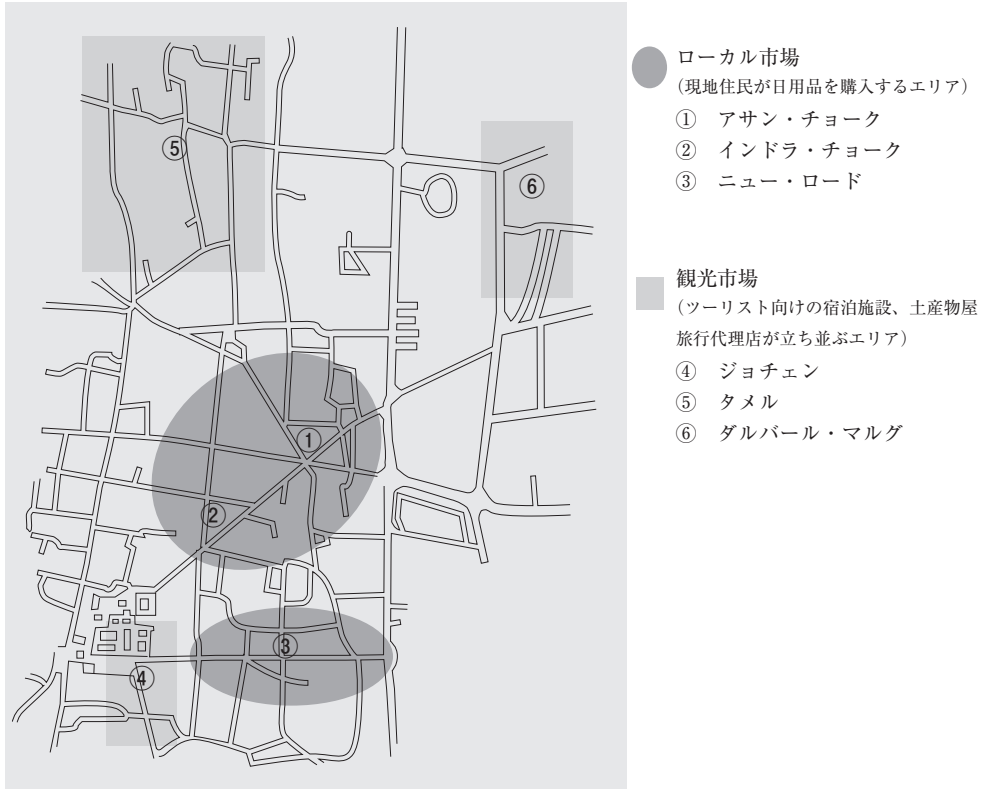 ⑤
⑥
①
②
③
④
ローカル市場
(現地住民が日用品を購入するエリア)
① アサン・チョーク
② インドラ・チョーク
③ ニュー・ロード
観光市場
(ツーリスト向けの宿泊施設、土産物屋
旅行代理店が立ち並ぶエリア)
④ ジョチェン
⑤ タメル
⑥ ダルバール・マルグ